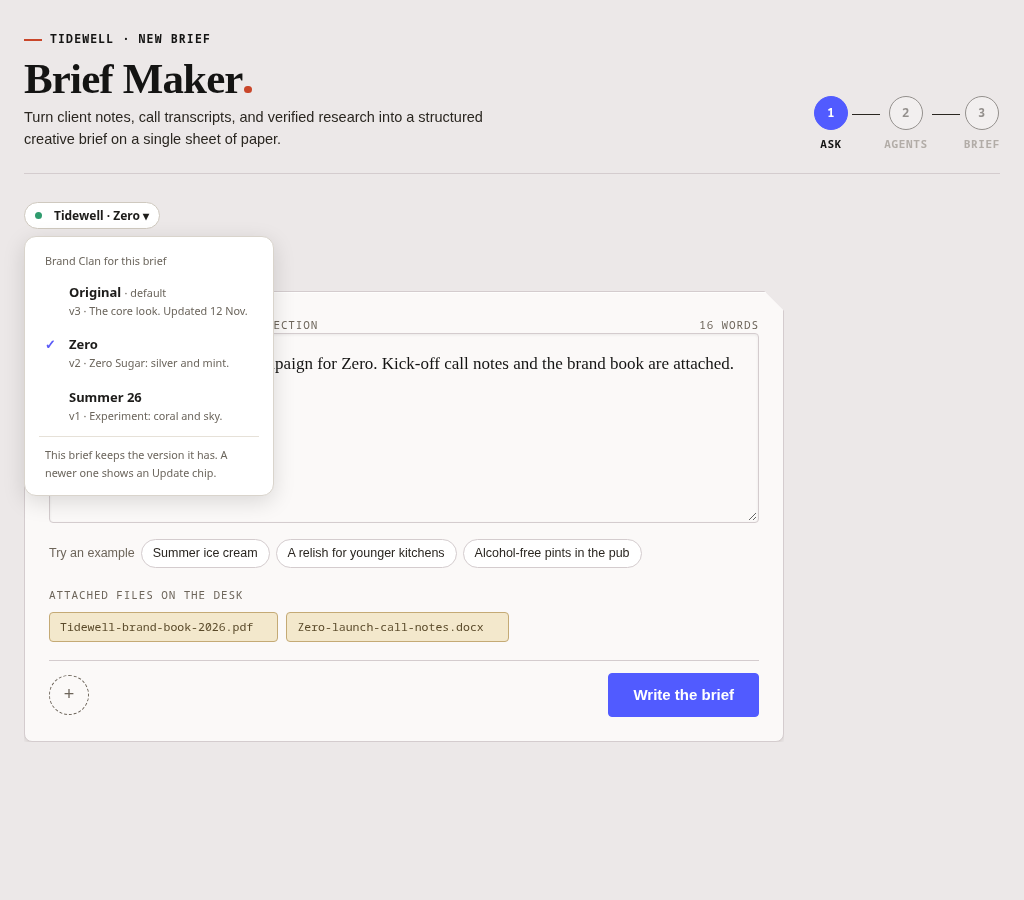 TIDEWELL · NEW BRIEF
Brief Maker.
Turn client notes, call transcripts, and verified research into a structured
creative brief on a single sheet of paper.
1
2
3
ASK
AGENTS
BRIEF
Tidewell · Zero ▾
Brand Clan for this brief
Original · default
v3 · The core look. Updated 12 Nov.
✓ Zero
v2 · Zero Sugar: silver and mint.
Summer 26
v1 · Experiment: coral and sky.
This brief keeps the version it has. A
newer one shows an Update chip.
16 WORDS
for Zero. Kick-off call notes and the brand book are attached.
Try an example
Summer ice cream
A relish for younger kitchens
Alcohol-free pints in the pub
ATTACHED FILES ON THE DESK
Tidewell-brand-book-2026.pdf
Zero-launch-call-notes.docx
+
Write the brief